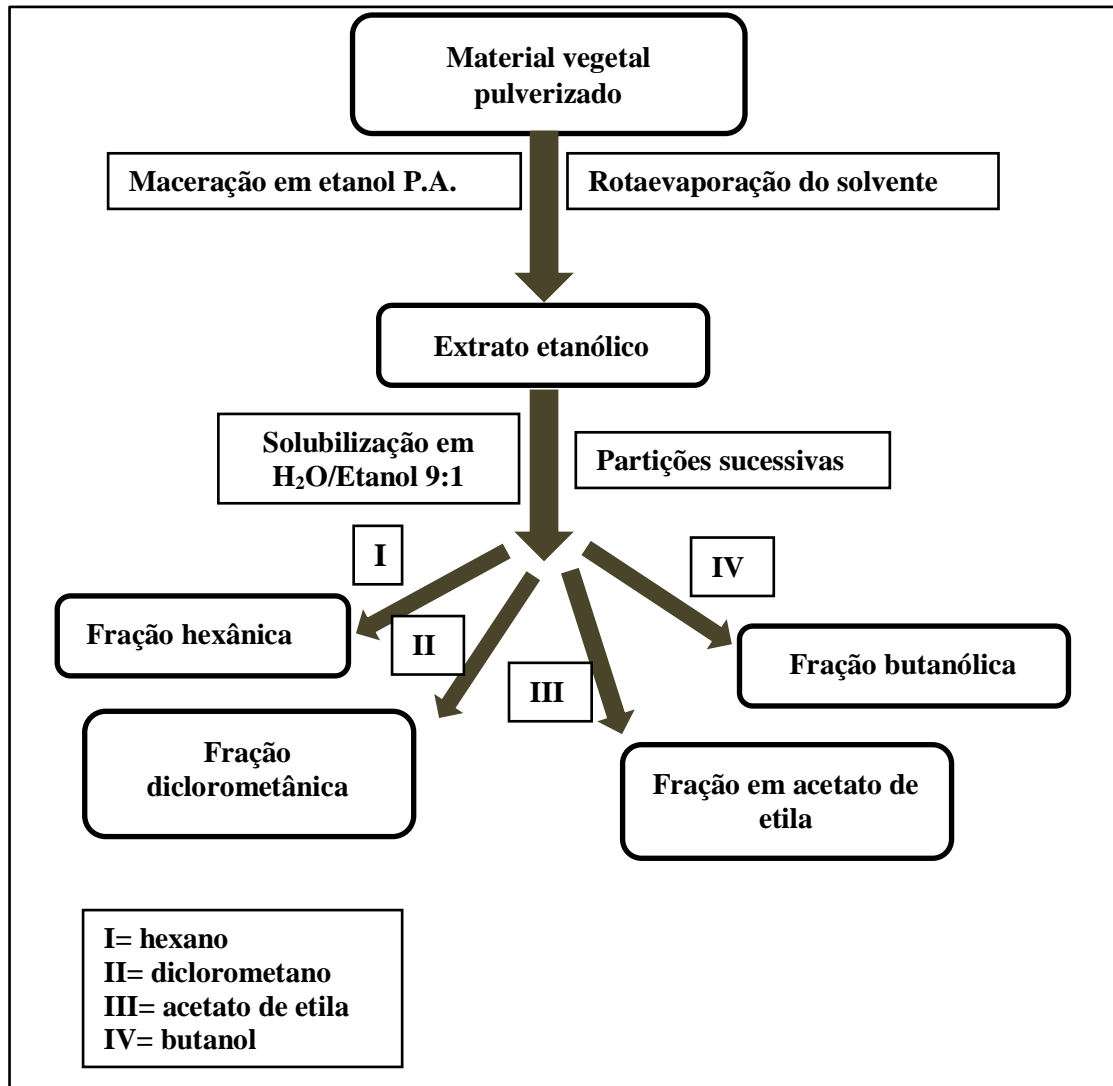 Material vegetal
pulverizado
Maceração em etanol P.A.
Rotaevaporação do solvente
Extrato etanólico
Solubilização em
H₂O/Etanol 9:1
Partições sucessivas
I
IV
Fração hexânica
II
Fração butanólica
III
Fração
diclorometânica
Fração em acetato de
etila
I= hexano
II= diclorometano
III= acetato de etila
IV= butanol